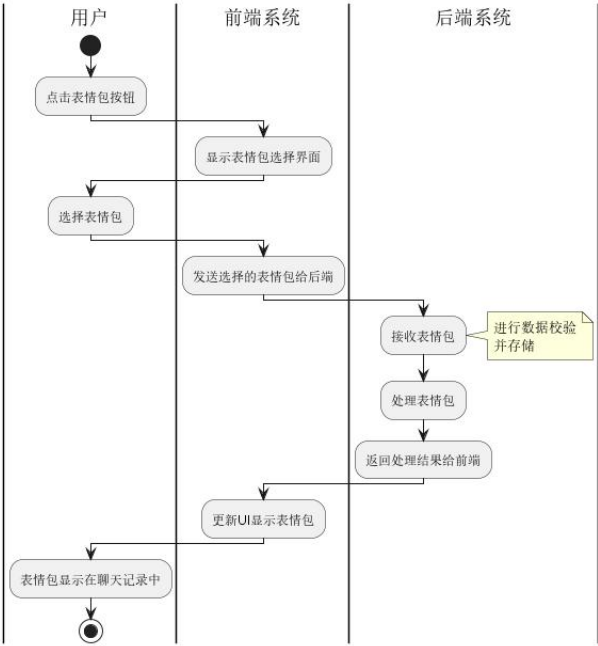 用户
前端系统
后端系统
点击表情包按钮
显示表情包选择界面
选择表情包
发送选择的表情包给后端
接收表情包
进行数据校验
并存储
处理表情包
返回处理结果给前端
更新UI显示表情包
表情包显示在聊天记录中